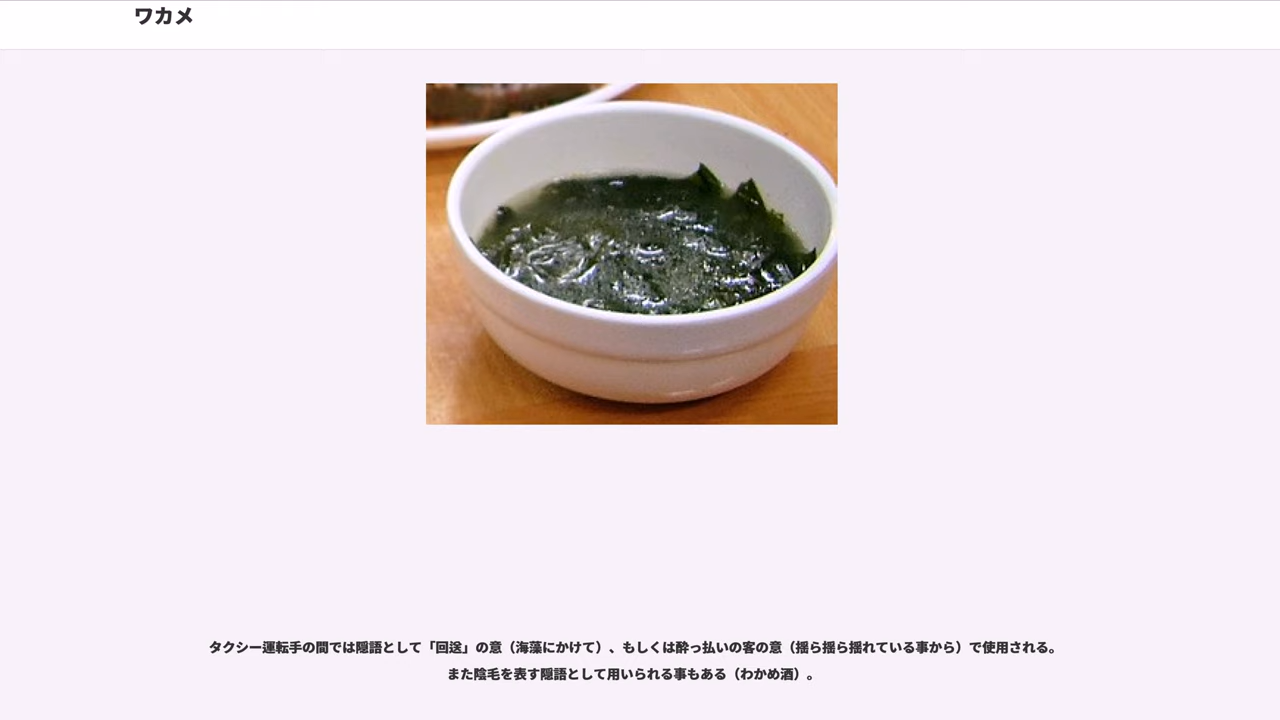 ワカメ
タクシー運転手の間では隠語として「回送」の意（海藻にかけて）、もしくは酔っ払いの客の意（揺ら揺ら揺れている事から）で使用される。
また陰毛を表す隠語として用いられる事もある（わかめ酒）。